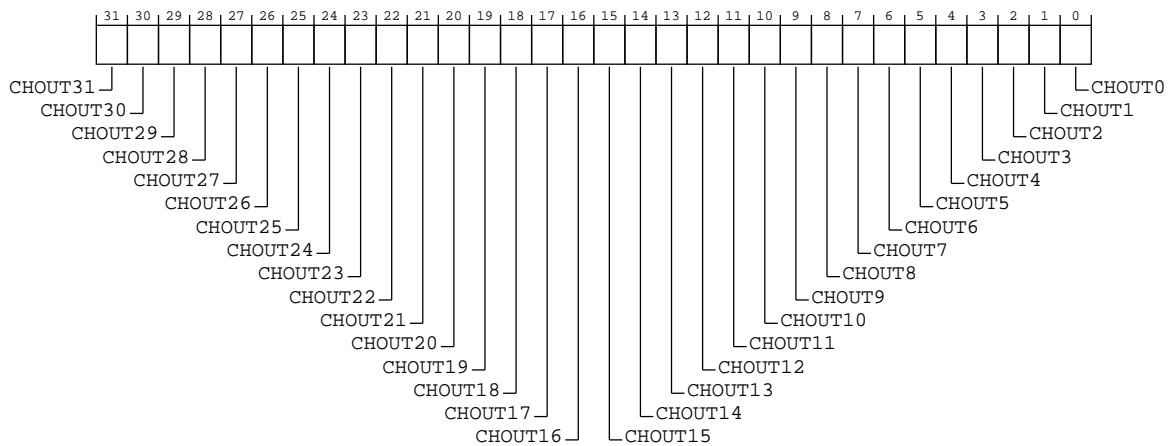 31 30 29 28 27 26 25 24 23 22 21 20 19 18 17 16 15 14 13 12 11 10 9 8 7 6 5 4 3 2 1 0
CHOUT31 CHOUT0
CHOUT30 CHOUT1
CHOUT29 CHOUT2
CHOUT28 CHOUT3
CHOUT27 CHOUT4
CHOUT26 CHOUT5
CHOUT25 CHOUT6
CHOUT24 CHOUT7
CHOUT23 CHOUT8
CHOUT22 CHOUT9
CHOUT21 CHOUT10
CHOUT20 CHOUT11
CHOUT19 CHOUT12
CHOUT18 CHOUT13
CHOUT17 CHOUT14
CHOUT16 CHOUT15